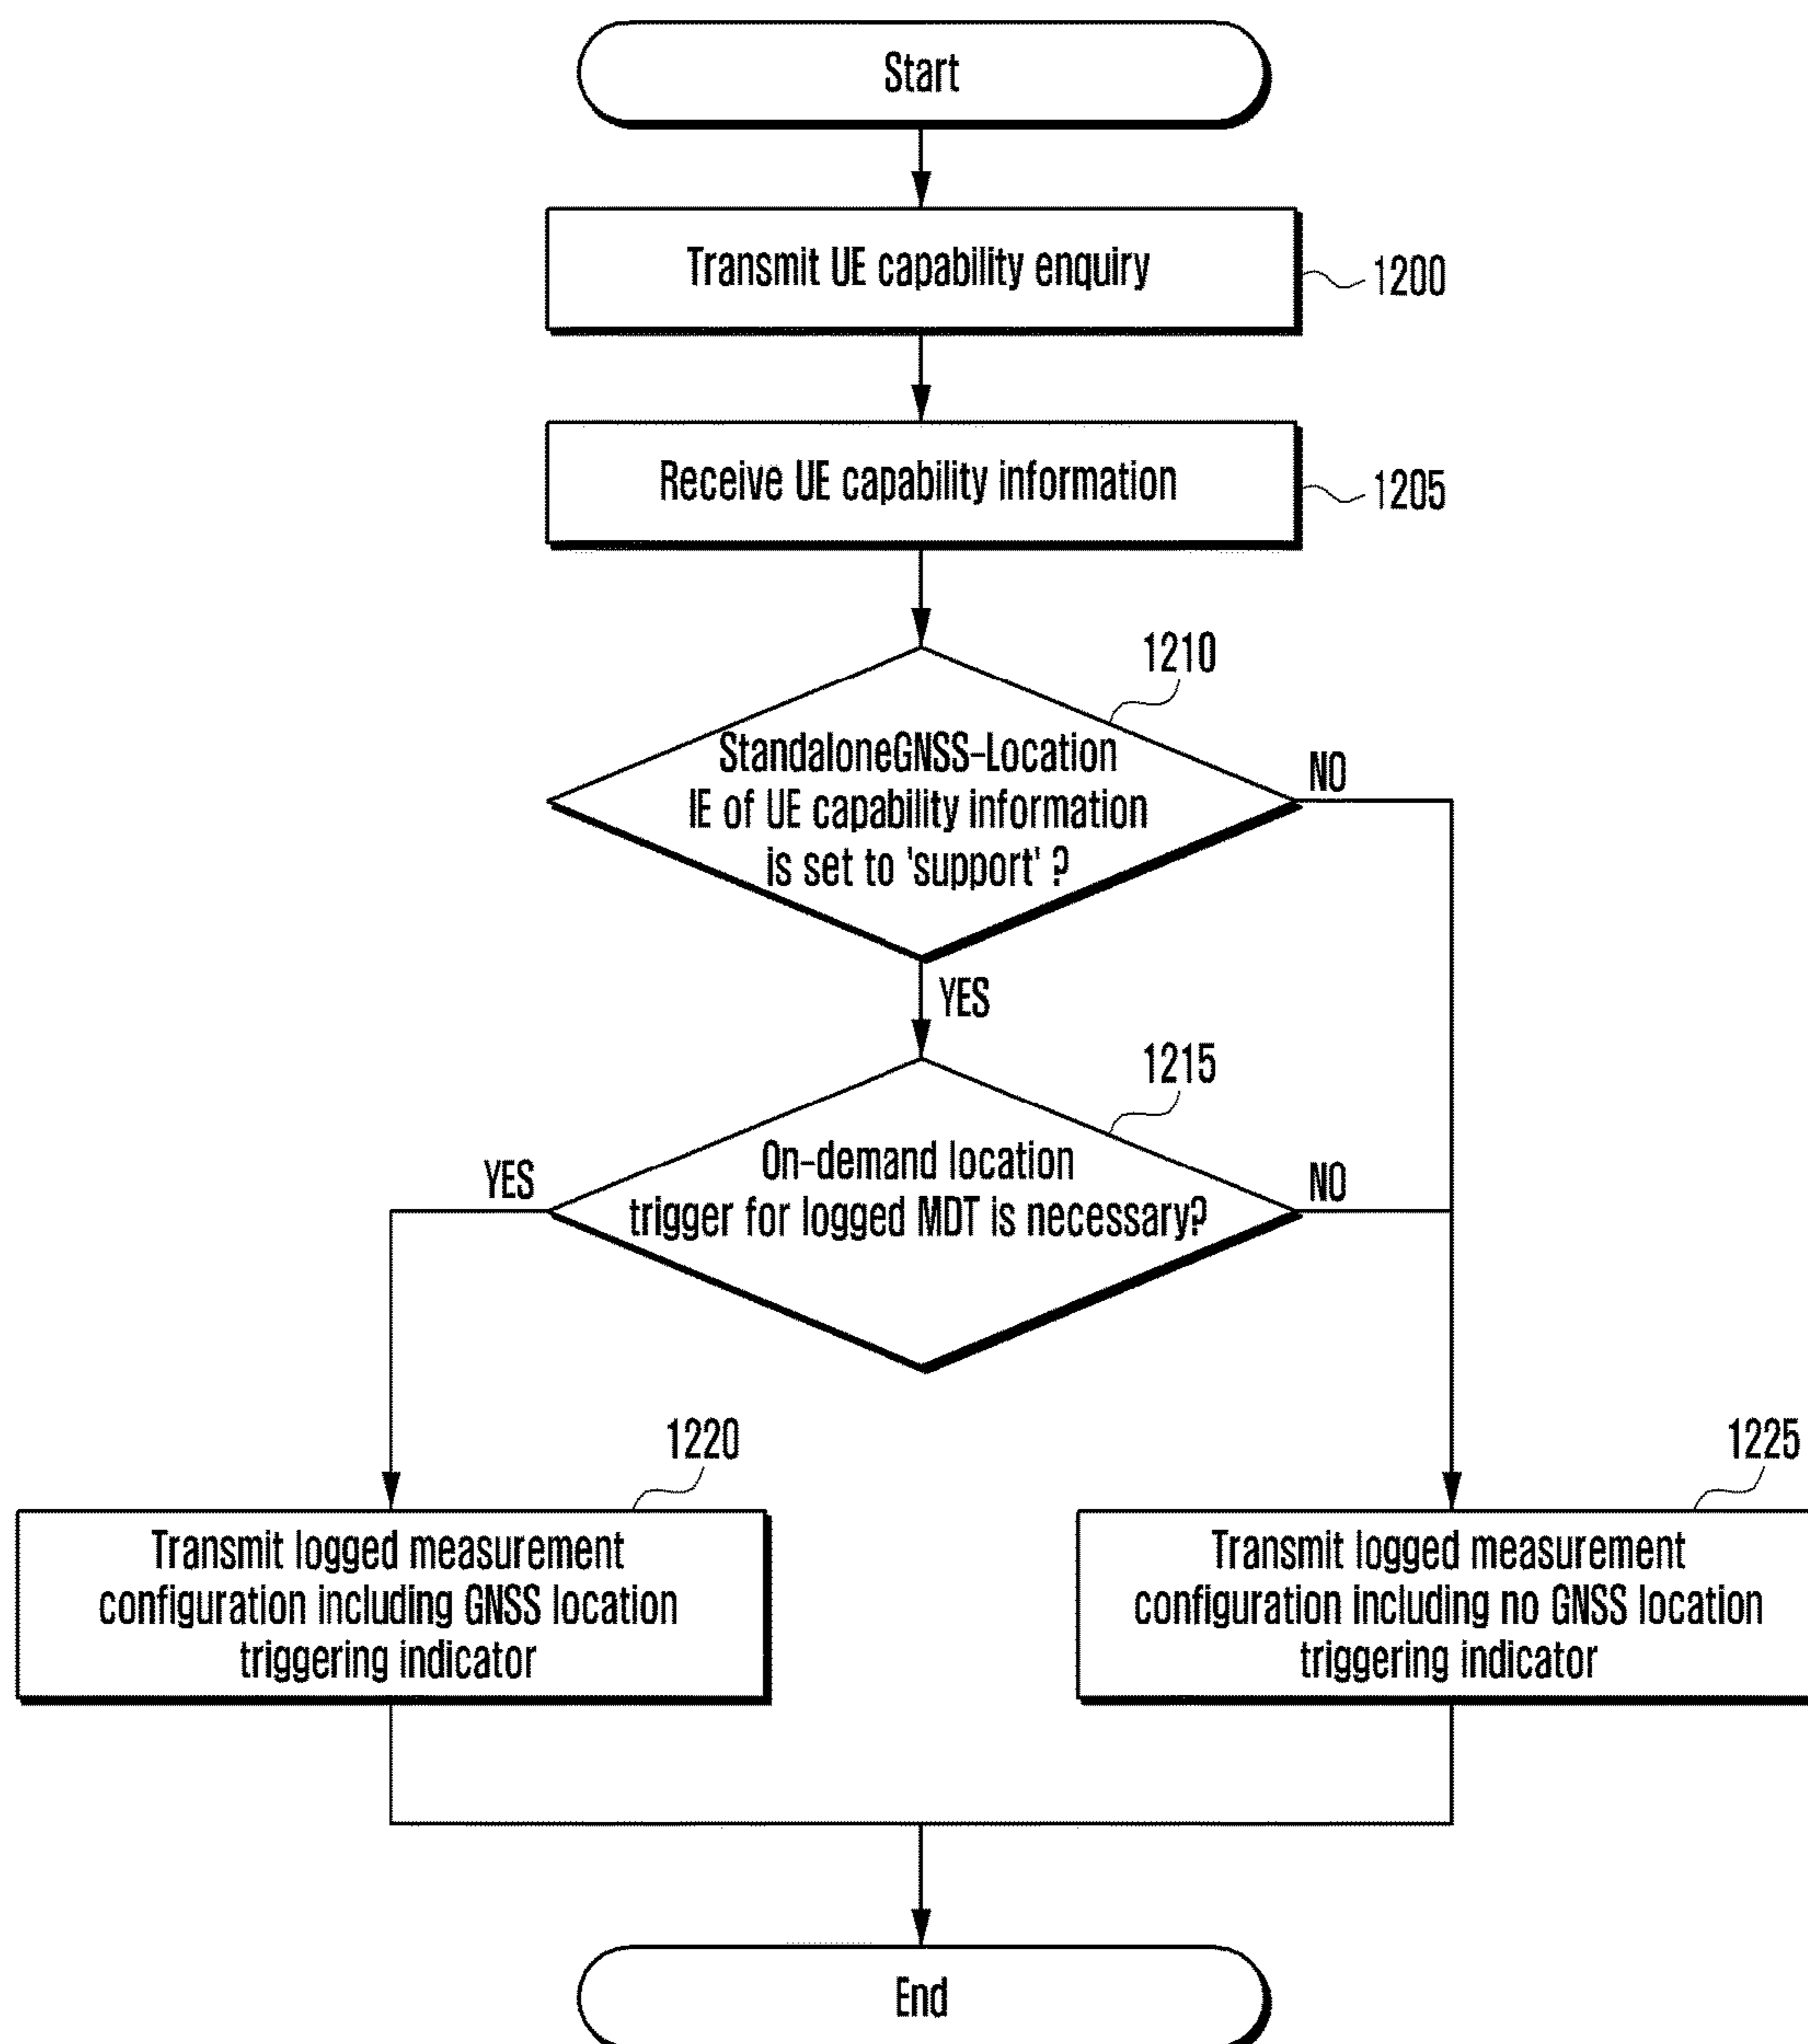 Start
Transmit UE capability enquiry
1200
Receive UE capability information
1205
1210
StandaloneGNSS-Location
IE of UE capability information
is set to 'support' ?
NO
YES
1215
On-demand location
trigger for logged MDT is necessary?
YES
NO
1220
Transmit logged measurement
configuration including GNSS location
triggering indicator
1225
Transmit logged measurement
configuration including no GNSS location
triggering indicator
End